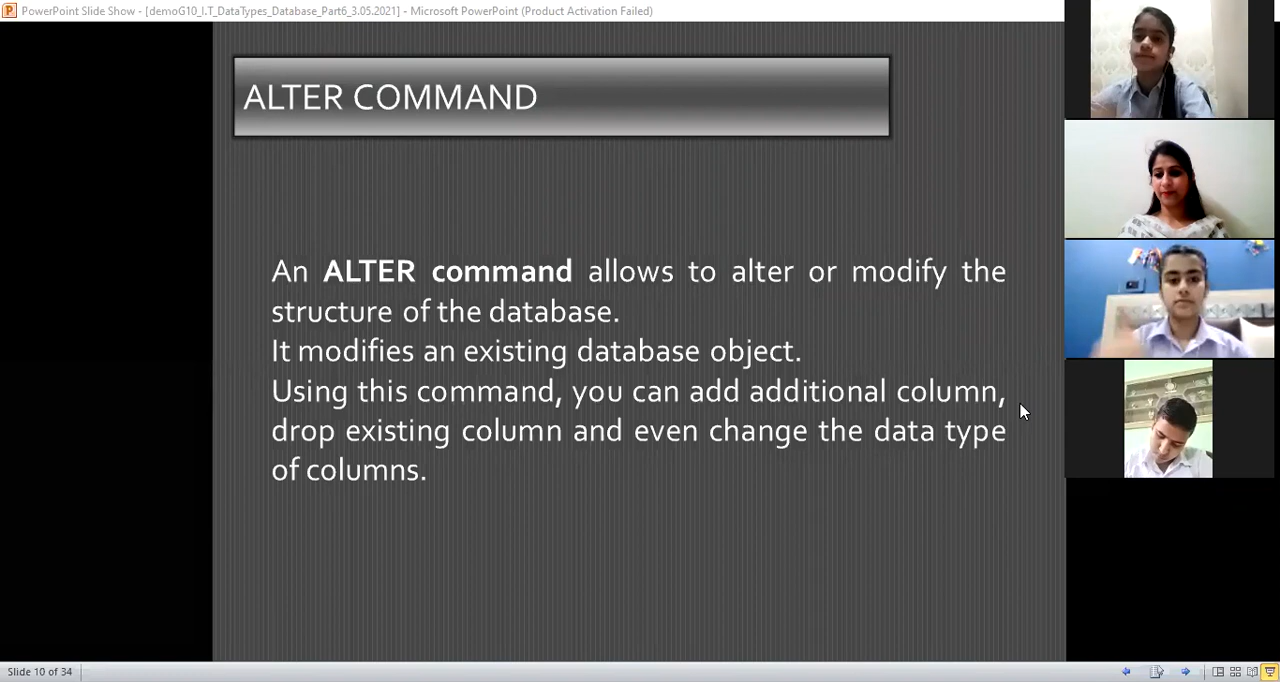 PowerPoint Slide Show - [demoG10_I.T_DataTypes_Database_Part6_3.05.2021] - Microsoft PowerPoint (Product Activation Failed)
ALTER COMMAND
An ALTER command allows to alter or modify the
structure of the database.
It modifies an existing database object.
Using this command, you can add additional column,
drop existing column and even change the data type
of columns.
Slide 10 of 34